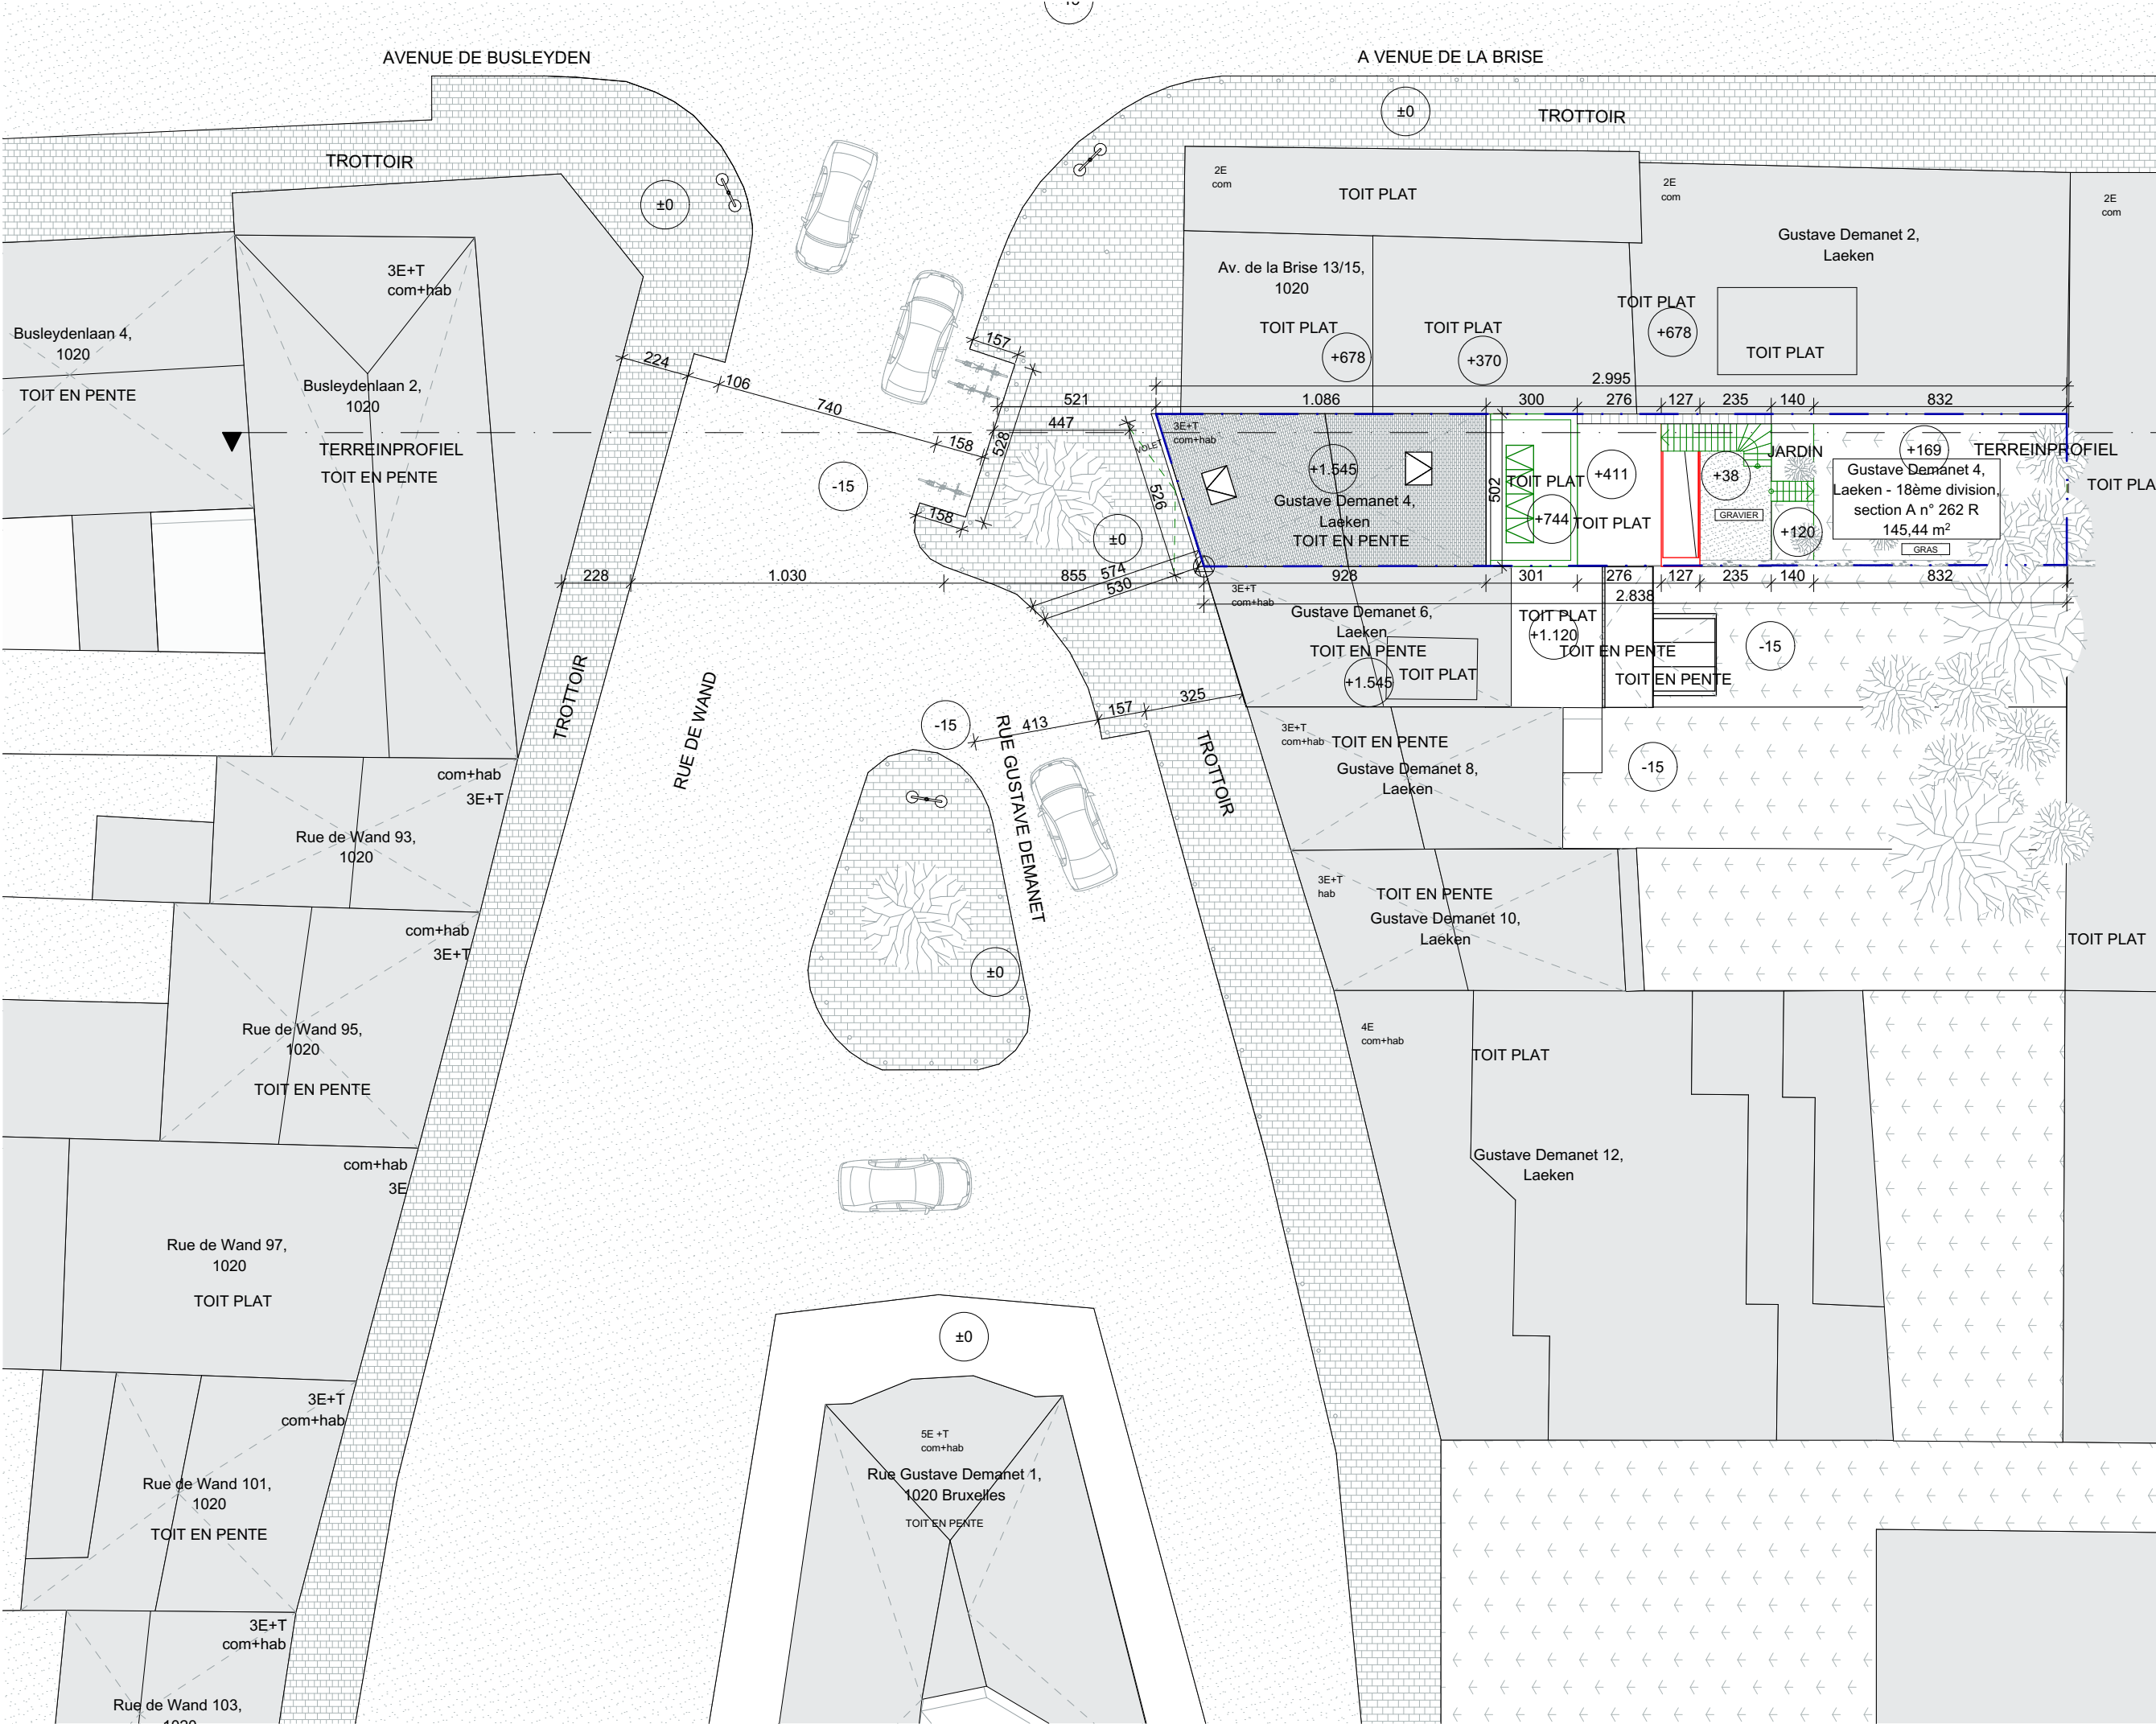 AVENUE DE BUSLEYDEN
A VENUE DE LA BRISE
±0
TROTTOIR
TROTTOIR
±0
2E
com
TOIT PLAT
2E
com
2E
com
Gustave Demanet 2,
Laeken
3E+T
com+hab
Av. de la Brise 13/15,
1020
TOIT PLAT
+678
TOIT PLAT
+370
TOIT PLAT
+678
TOIT PLAT
Busleydenlaan 4,
1020
TOIT EN PENTE
Busleydenlaan 2,
1020
TERREINPROFIEL
TOIT EN PENTE
224
106
740
158
157
528
158
521
447
2.995
1.086
300
276
127
235
140
832
3E+T
com+hab
VOLET
526
+1.545
Gustave Demanet 4,
Laeken
TOIT EN PENTE
502
TOIT PLAT
+744
+411
TOIT PLAT
+38
GRAVIER
JARDIN
+120
+169
TERREINPROFIEL
Gustave Demanet 4,
Laeken - 18ème division,
section A n° 262 R
145,44 m²
GRAS
TOIT PLA
-15
±0
574
530
228
1.030
855
928
301
276
127
235
140
832
2.838
3E+T
com+hab
Gustave Demanet 6,
Laeken
TOIT EN PENTE
+1.545
TOIT PLAT
TOIT PLAT
+1.120
TOIT EN PENTE
TOIT EN PENTE
-15
TROTTOIR
RUE DE WAND
-15
413
157
325
RUE GUSTAVE DEMANET
TROTTOIR
3E+T
com+hab
TOIT EN PENTE
Gustave Demanet 8,
Laeken
-15
com+hab
3E+T
Rue de Wand 93,
1020
3E+T
hab
TOIT EN PENTE
Gustave Demanet 10,
Laeken
TOIT PLAT
com+hab
3E+T
±0
Rue de Wand 95,
1020
TOIT EN PENTE
4E
com+hab
TOIT PLAT
Gustave Demanet 12,
Laeken
com+hab
3E
Rue de Wand 97,
1020
TOIT PLAT
±0
3E+T
com+hab
5E +T
com+hab
Rue Gustave Demanet 1,
1020 Bruxelles
TOIT EN PENTE
Rue de Wand 101,
1020
TOIT EN PENTE
3E+T
com+hab
Rue de Wand 103,
1020